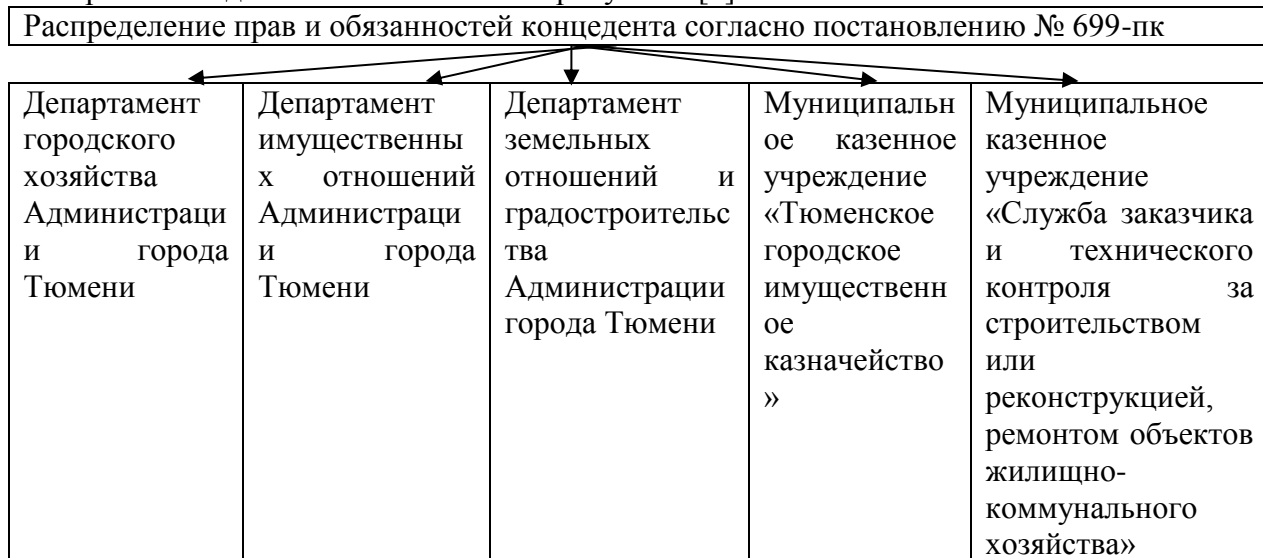 Распределение прав и обязанностей концедента согласно постановлению № 699-пк
Департамент
городского
хозяйства
Администраци
и города
Тюмени
Департамент
имущественны
х отношений
Администраци
и города
Тюмени
Департамент
земельных
отношений и
градостроительс
тва
Администрации
города Тюмени
Муниципальн
ое казенное
учреждение
«Тюменское
городское
имущественн
ое
казначейство
»
Муниципальное
казенное
учреждение
«Служба заказчика
и технического
контроля за
строительством
или
реконструкцией,
ремонтом объектов
жилищно-
коммунального
хозяйства»